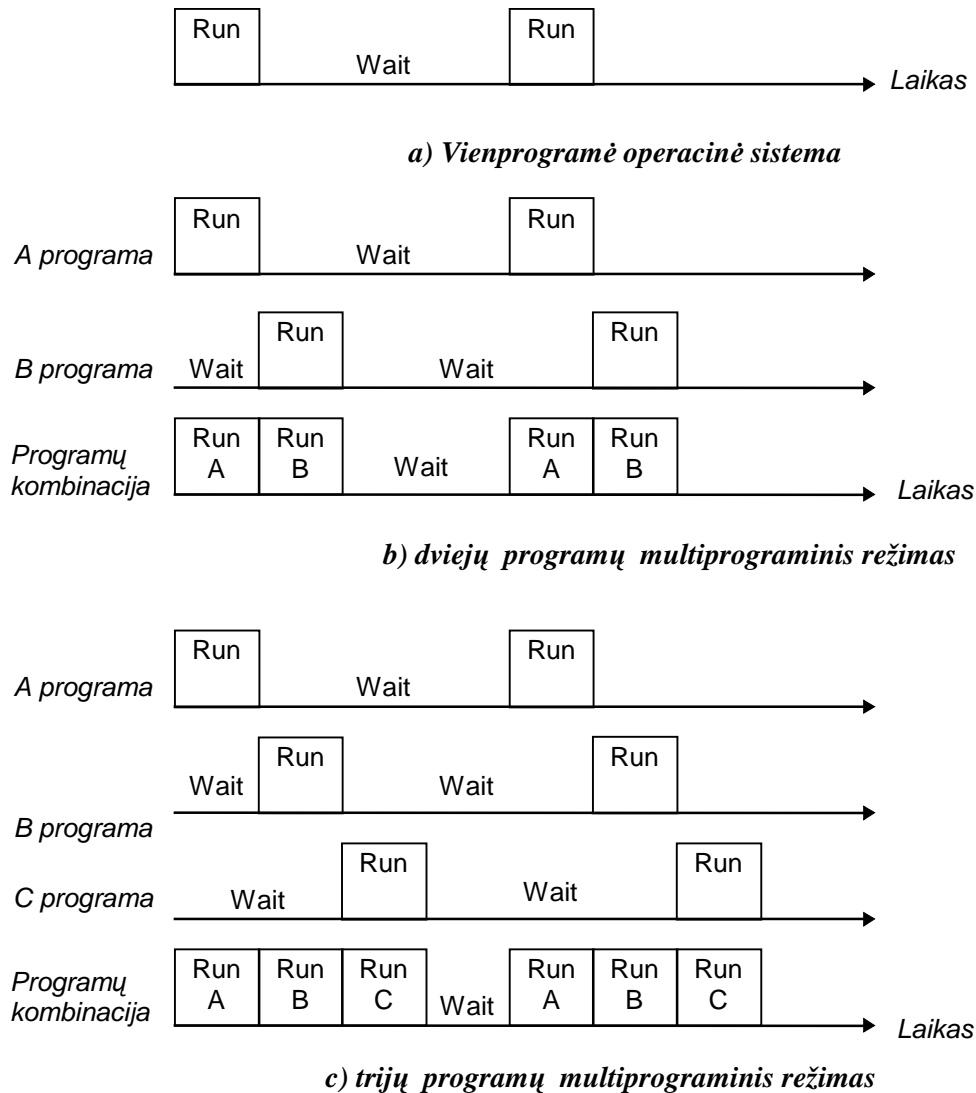 Run Run
Wait
Laikas
a) Vienprogramė operacinė sistema
Run Run
A programa Wait
Run Run
B programa Wait Wait
Run Run Run Run
Programų A B Wait A B
kombinacija Laikas
b) dviejų programų multiprograminis režimas
Run Run
A programa Wait
Run Run
Wait Wait
B programa
Run Run
C programa Wait Wait
Run Run Run Run Run Run
Programų A B C Wait A B C
kombinacija Laikas
c) trijų programų multiprograminis režimas